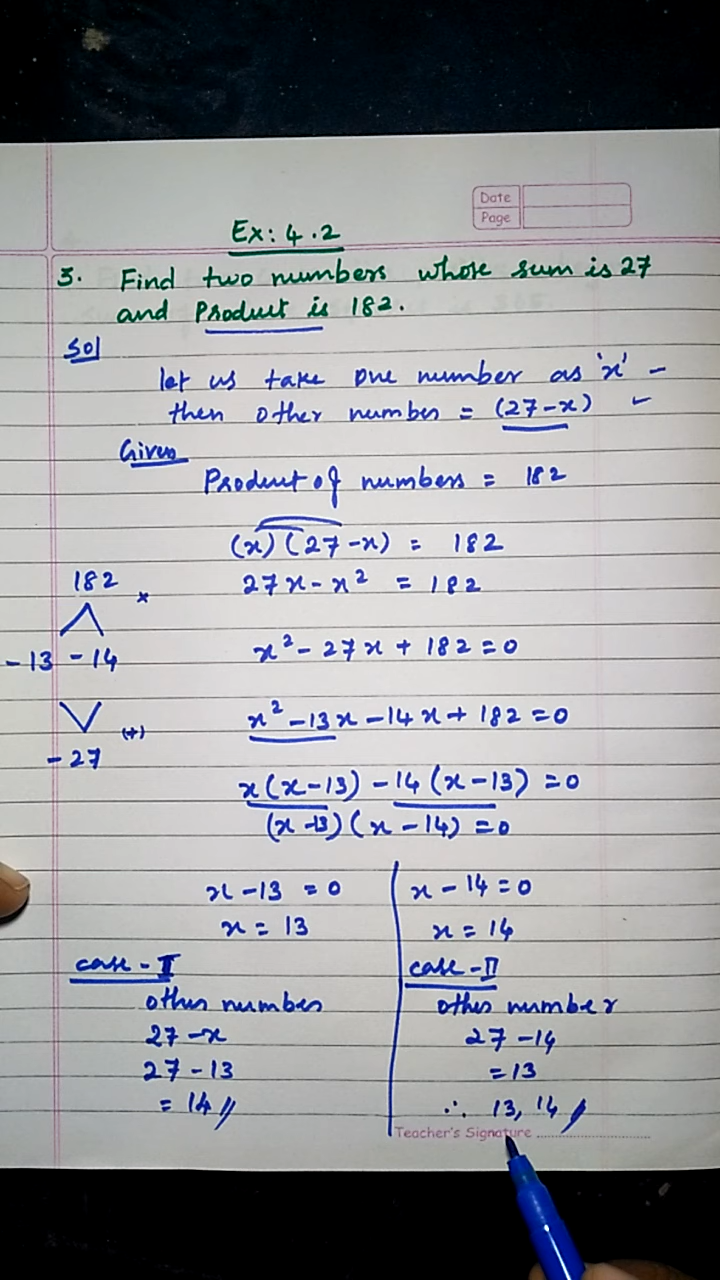 Date
Page
Ex: 4.2
3. Find two numbers whose sum is 27
and Product is 182.
Sol
let us take one number as 'x' -
then other number = (27-x)
Given
Product of numbers = 182
(x) (27-x) = 182
27x - x² = 182
x² - 27x + 182 = 0
x² - 13x - 14x + 182 = 0
x(x-13) - 14(x-13) = 0
(x-13)(x-14) = 0
182 x
-13 -14
(+)
-27
x - 13 = 0
x = 13
case - I
other number
27 - x
27 - 13
= 14//
x - 14 = 0
x = 14
case - II
other number
27 - 14
= 13
∴ 13, 14 //
Teacher's Signature